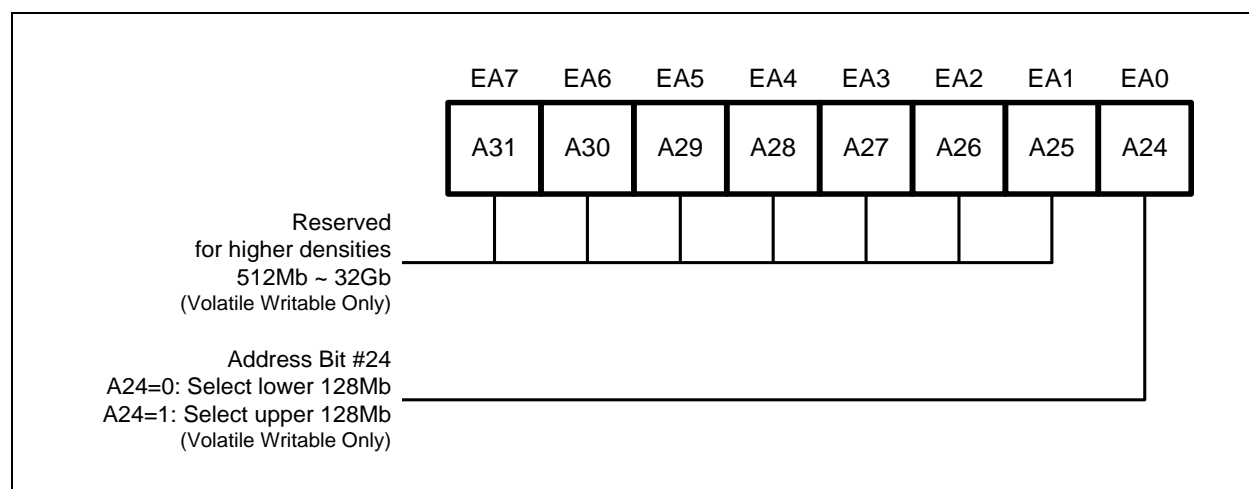 EA7 EA6 EA5 EA4 EA3 EA2 EA1 EA0
A31 A30 A29 A28 A27 A26 A25 A24
Reserved
for higher densities
512Mb ~ 32Gb
(Volatile Writable Only)
Address Bit #24
A24=0: Select lower 128Mb
A24=1: Select upper 128Mb
(Volatile Writable Only)